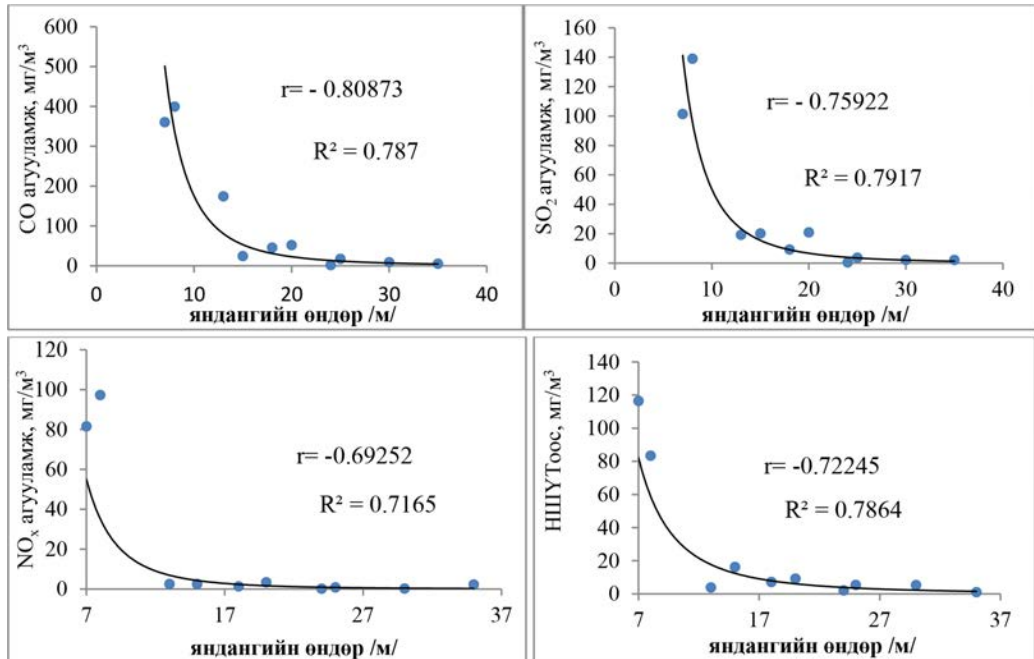 CO агууламж, мг/м³
600
500
400
300
200
100
0
r= - 0.80873
R² = 0.787
0 10 20 30 40
яндангийн өндөр /м/
SO₂ агууламж, мг/м³
160
140
120
100
80
60
40
20
0
r= - 0.75922
R² = 0.7917
0 10 20 30 40
яндангийн өндөр /м/
NOₓ агууламж, мг/м³
120
100
80
60
40
20
0
r= -0.69252
R² = 0.7165
7 17 27 37
яндангийн өндөр /м/
НШҮТоос, мг/м³
140
120
100
80
60
40
20
0
r= -0.72245
R² = 0.7864
7 17 27 37
яндангийн өндөр /м/